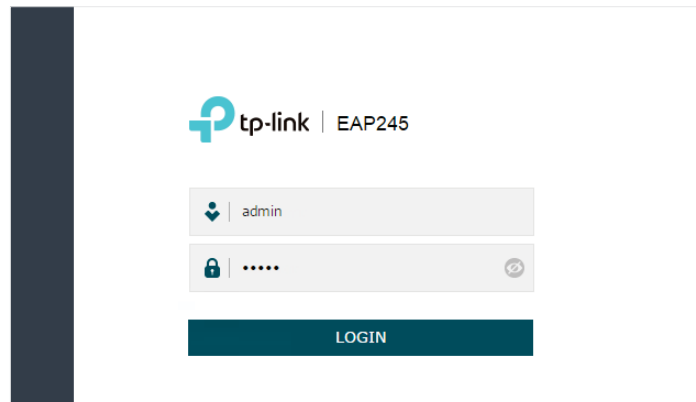 tp-link | EAP245
admin
•••••
LOGIN